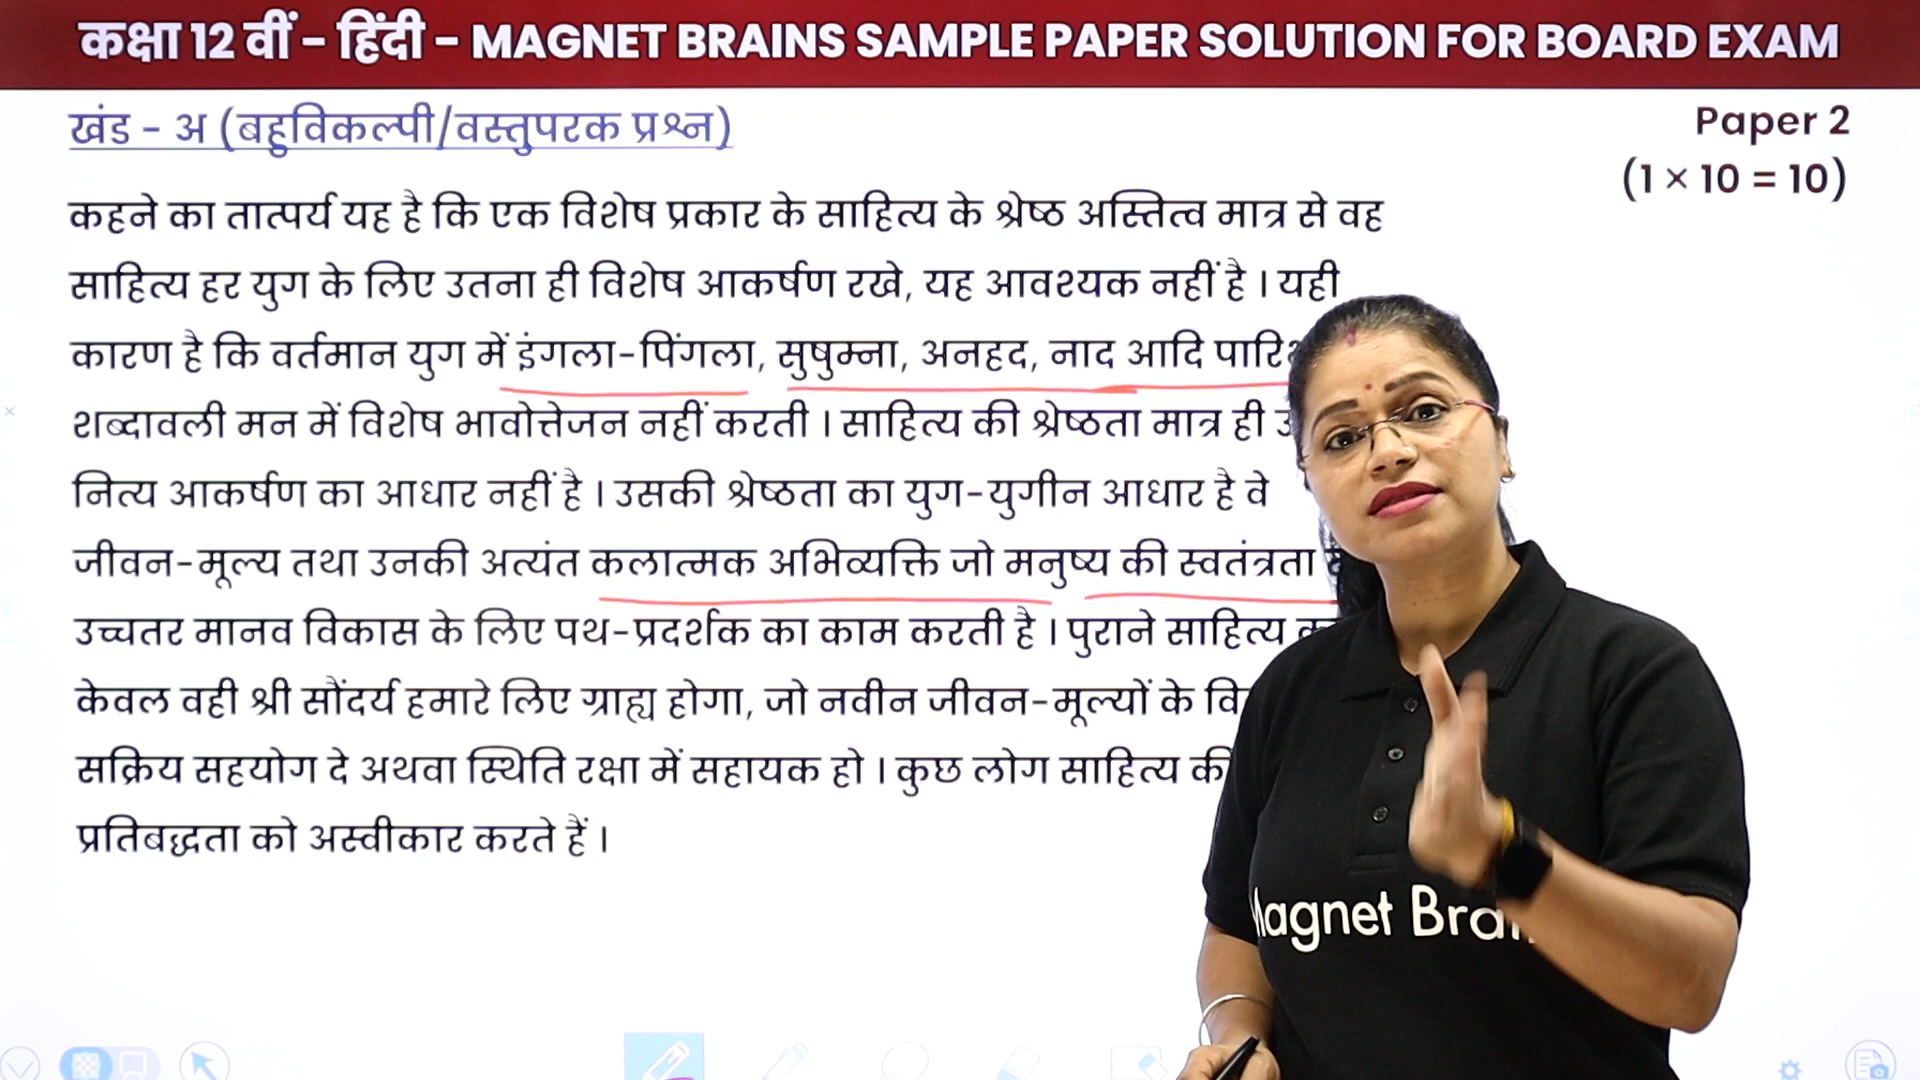 कक्षा 12 वीं - हिंदी - MAGNET BRAINS SAMPLE PAPER SOLUTION FOR BOARD EXAM
खंड - अ (बहुविकल्पी/वस्तुपरक प्रश्न)
Paper 2
(1 × 10 = 10)
कहने का तात्पर्य यह है कि एक विशेष प्रकार के साहित्य के श्रेष्ठ अस्तित्व मात्र से वह
साहित्य हर युग के लिए उतना ही विशेष आकर्षण रखे, यह आवश्यक नहीं है । यही
कारण है कि वर्तमान युग में इंगला-पिंगला, सुषुम्ना, अनहद, नाद आदि
शब्दावली मन में विशेष भावोत्तेजन नहीं करती । साहित्य की श्रेष्ठता मात्र ही
नित्य आकर्षण का आधार नहीं है । उसकी श्रेष्ठता का युग-युगीन आधार है वे
जीवन-मूल्य तथा उनकी अत्यंत कलात्मक अभिव्यक्ति जो मनुष्य की स्वतंत्रता
उच्चतर मानव विकास के लिए पथ-प्रदर्शक का काम करती है । पुराने साहित्य
केवल वही श्री सौंदर्य हमारे लिए ग्राह्य होगा, जो नवीन जीवन-मूल्यों के
सक्रिय सहयोग दे अथवा स्थिति रक्षा में सहायक हो । कुछ लोग साहित्य की
प्रतिबद्धता को अस्वीकार करते हैं ।
Magnet